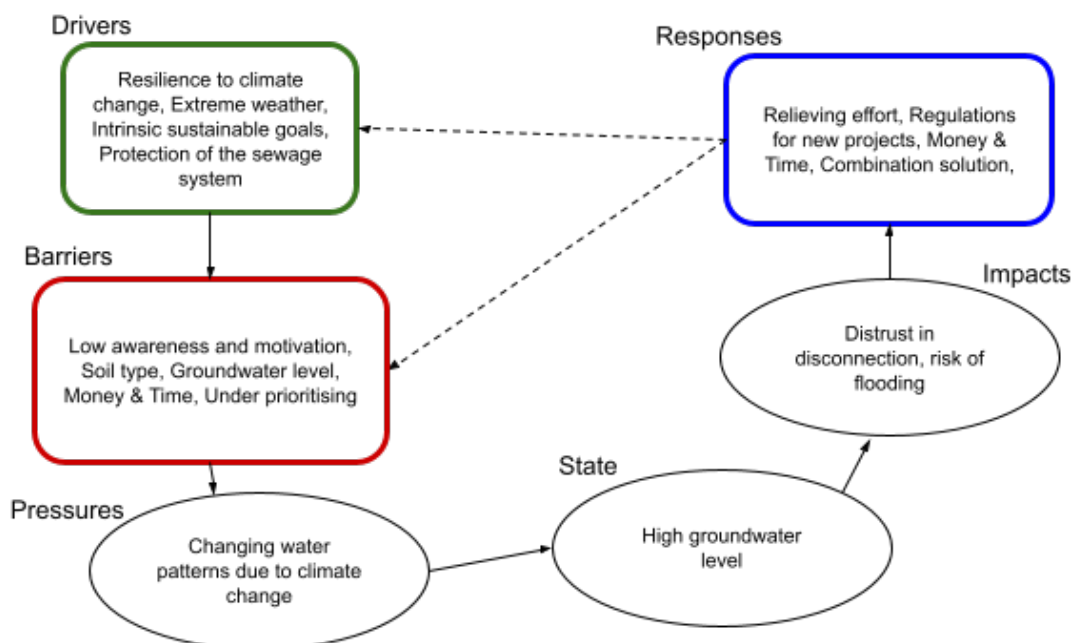 Drivers
Resilience to climate
change, Extreme weather,
Intrinsic sustainable goals,
Protection of the sewage
system
Responses
Relieving effort, Regulations
for new projects, Money &
Time, Combination solution,
Barriers
Low awareness and motivation,
Soil type, Groundwater level,
Money & Time, Under prioritising
Impacts
Distrust in
disconnection, risk of
flooding
Pressures
Changing water
patterns due to climate
change
State
High groundwater
level